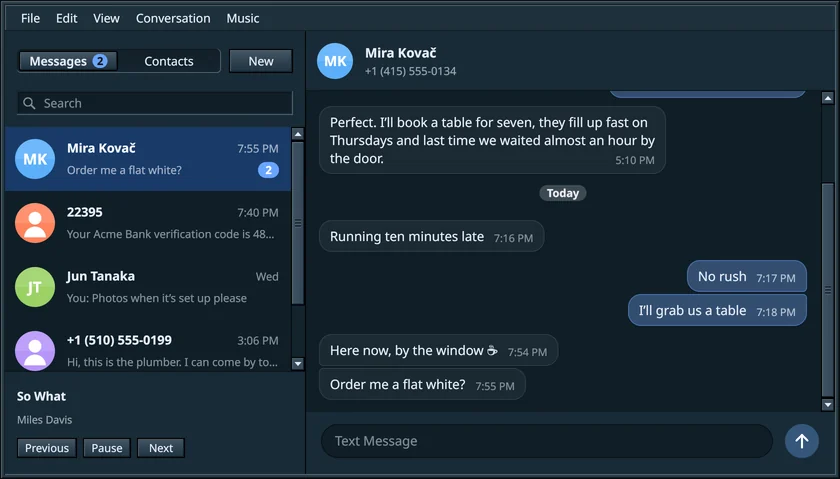 File Edit View Conversation Music
Messages 2 Contacts New
Search
MK Mira Kovač 7:55 PM
Order me a flat white? 2
22395 7:40 PM
Your Acme Bank verification code is 48...
JT Jun Tanaka Wed
You: Photos when it's set up please
+1 (510) 555-0199 3:06 PM
Hi, this is the plumber. I can come by to...
So What
Miles Davis
Previous Pause Next
MK Mira Kovač
+1 (415) 555-0134
Perfect. I'll book a table for seven, they fill up fast on
Thursdays and last time we waited almost an hour by
the door. 5:10 PM
Today
Running ten minutes late 7:16 PM
No rush 7:17 PM
I'll grab us a table 7:18 PM
Here now, by the window ☕ 7:54 PM
Order me a flat white? 7:55 PM
Text Message